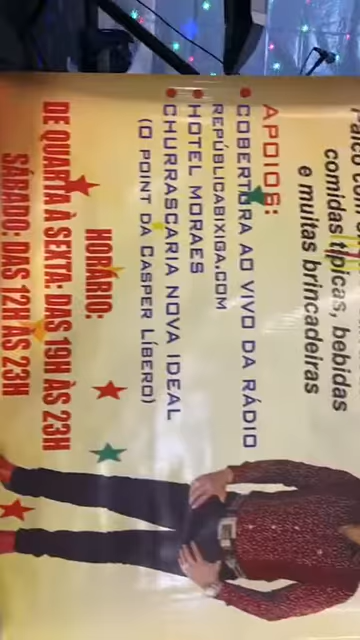 comidas típicas, bebidas
e muitas brincadeiras
APOIOS:
• COBERTURA AO VIVO DA RÁDIO
REPÚBLICABIXIGA.COM
• HOTEL MORAES
• CHURRASCARIA NOVA IDEAL
(O POINT DA CASPER LÍBERO)
HORÁRIO:
DE QUARTA À SEXTA: DAS 19H ÀS 23H
SÁBADO: DAS 12H ÀS 23H